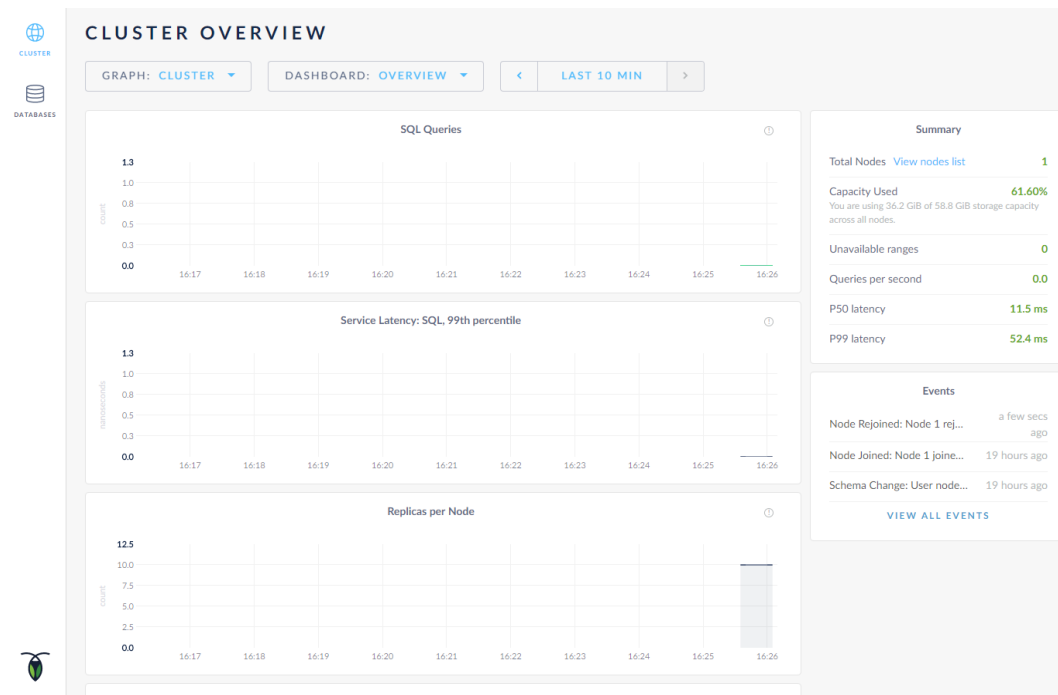 CLUSTER
DATABASES
CLUSTER OVERVIEW
GRAPH: CLUSTER
DASHBOARD: OVERVIEW
< LAST 10 MIN >
SQL Queries
count
1.3
1.0
0.8
0.5
0.3
0.0
16:17 16:18 16:19 16:20 16:21 16:22 16:23 16:24 16:25 16:26
Service Latency: SQL, 99th percentile
nanoseconds
1.3
1.0
0.8
0.5
0.3
0.0
16:17 16:18 16:19 16:20 16:21 16:22 16:23 16:24 16:25 16:26
Replicas per Node
count
12.5
10.0
7.5
5.0
2.5
0.0
16:17 16:18 16:19 16:20 16:21 16:22 16:23 16:24 16:25 16:26
Summary
Total Nodes View nodes list 1
Capacity Used 61.60%
You are using 36.2 GiB of 58.8 GiB storage capacity
across all nodes.
Unavailable ranges 0
Queries per second 0.0
P50 latency 11.5 ms
P99 latency 52.4 ms
Events
Node Rejoined: Node 1 rej... a few secs
ago
Node Joined: Node 1 joine... 19 hours ago
Schema Change: User node... 19 hours ago
VIEW ALL EVENTS